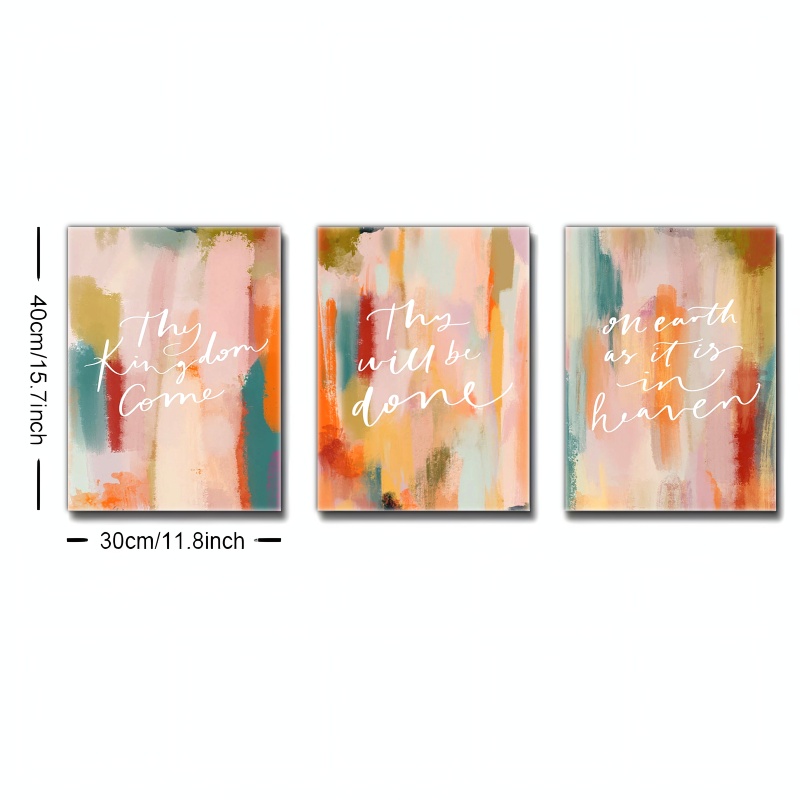 Thy
Kingdom
Come
Thy
will be
done
on earth
as it is
in
heaven
40cm/15.7inch
30cm/11.8inch